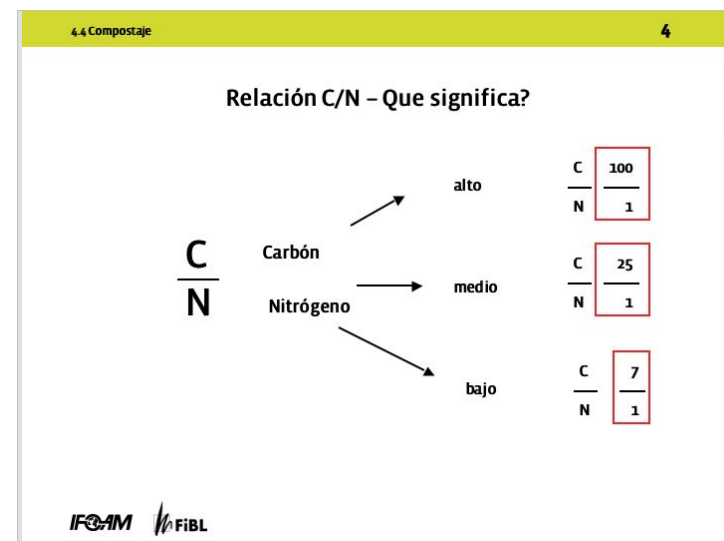 4.4 Compostaje
4
Relación C/N – Que significa?
C
N
Carbón
Nitrógeno
alto
C 100
N 1
medio
C 25
N 1
bajo
C 7
N 1
IFOAM FiBL